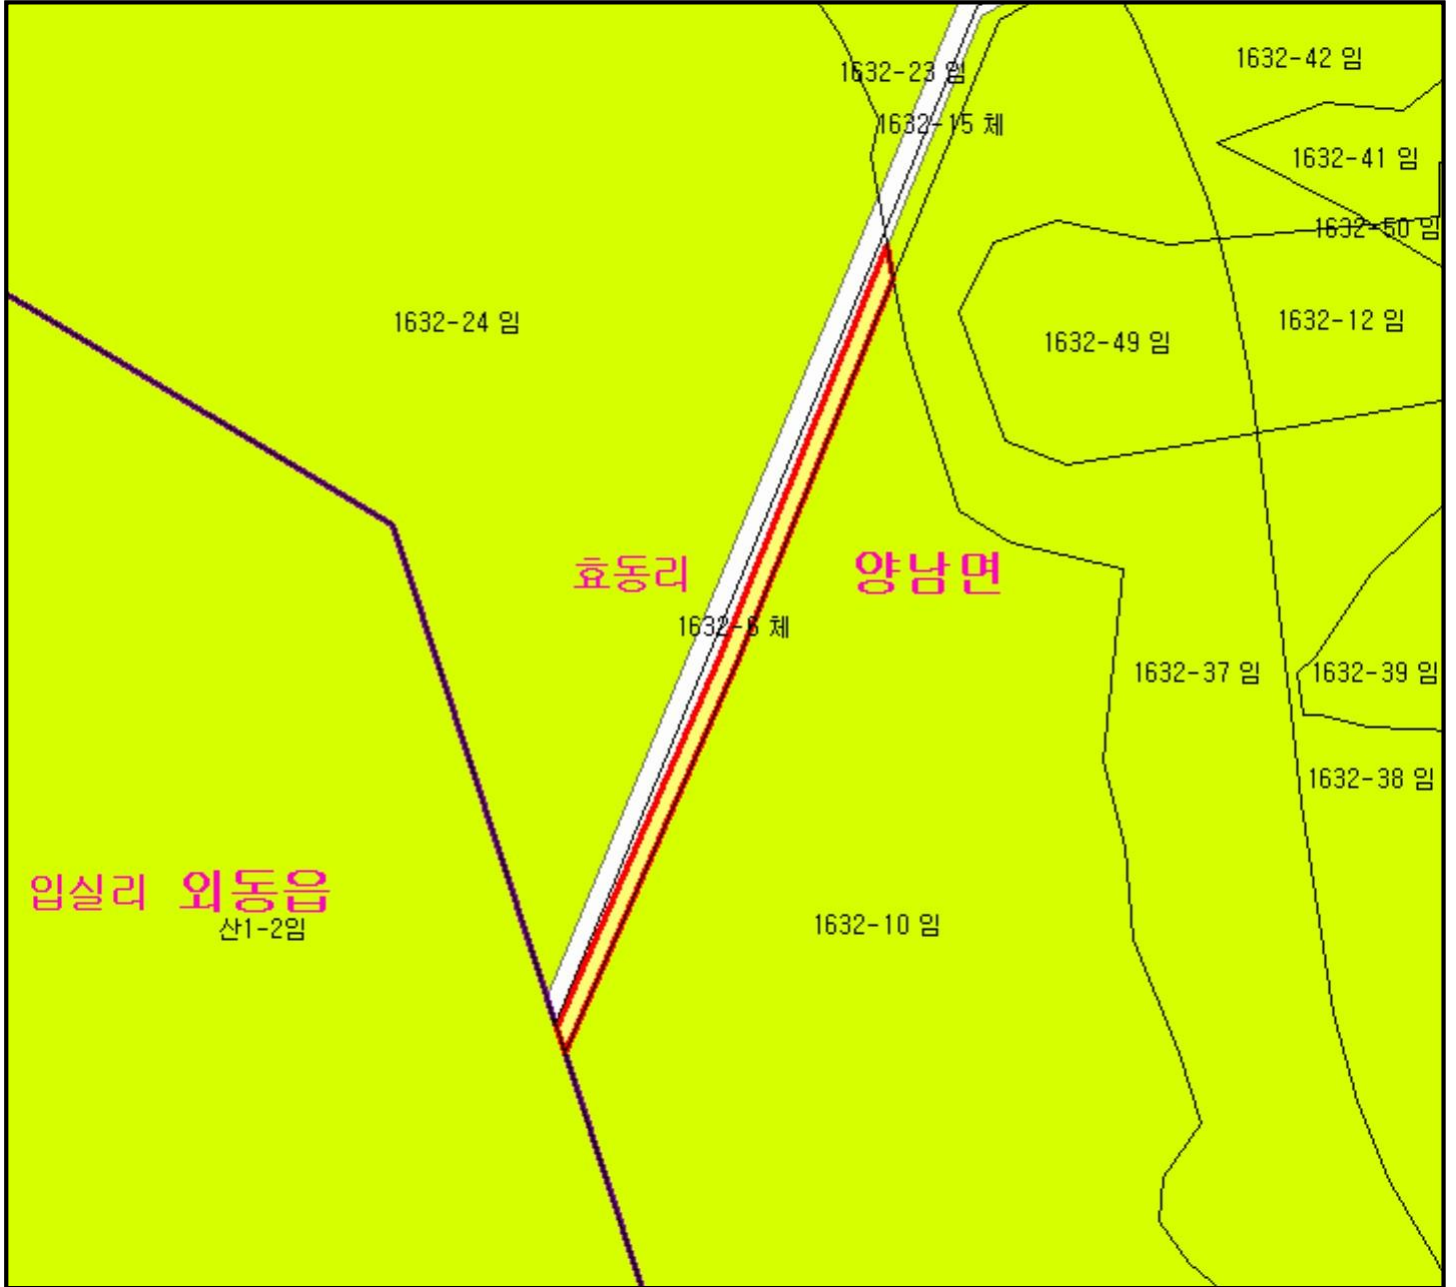 1632-42 임
1632-23 임
1632-15 체
1632-41 임
1632-50 임
1632-24 임
1632-12 임
1632-49 임
효동리 양남면
1632-6 체
1632-37 임
1632-39 임
1632-38 임
입실리 외동읍
산1-2임
1632-10 임